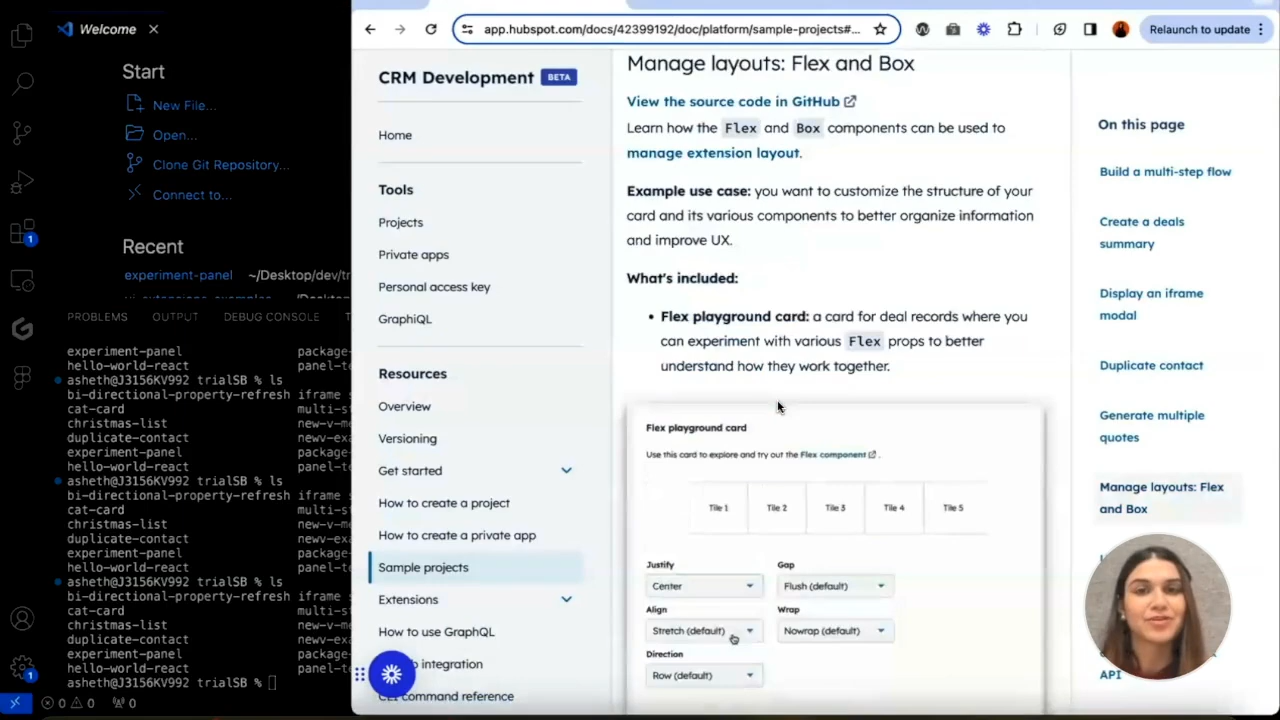 Welcome
Start
New File...
Open...
Clone Git Repository...
Connect to...
Recent
experiment-panel ~/Desktop/dev/tr
PROBLEMS OUTPUT DEBUG CONSOLE T
experiment-panel package-
hello-world-react panel-te
asheth@J3156KV992 trialSB % ls
bi-directional-property-refresh iframe s
cat-card multi-st
christmas-list new-v-me
duplicate-contact newv-exa
experiment-panel package-
hello-world-react panel-te
asheth@J3156KV992 trialSB % ls
bi-directional-property-refresh iframe s
cat-card multi-st
christmas-list new-v-me
duplicate-contact newv-exa
experiment-panel package-
hello-world-react panel-te
asheth@J3156KV992 trialSB % ls
bi-directional-property-refresh iframe s
cat-card multi-st
christmas-list new-v-me
duplicate-contact newv-exa
experiment-panel package-
hello-world-react panel-te
asheth@J3156KV992 trialSB %
0 0 0
1
1
app.hubspot.com/docs/42399192/doc/platform/sample-projects#...
Relaunch to update
CRM Development BETA
Home
Tools
Projects
Private apps
Personal access key
GraphiQL
Resources
Overview
Versioning
Get started
How to create a project
How to create a private app
Sample projects
Extensions
How to use GraphQL
integration
command reference
Manage layouts: Flex and Box
View the source code in GitHub
Learn how the Flex and Box components can be used to
manage extension layout.
Example use case: you want to customize the structure of your
card and its various components to better organize information
and improve UX.
What's included:
• Flex playground card: a card for deal records where you
can experiment with various Flex props to better
understand how they work together.
Flex playground card
Use this card to explore and try out the Flex component .
Tile 1 Tile 2 Tile 3 Tile 4 Tile 5
Justify Gap
Center Flush (default)
Align Wrap
Stretch (default) Nowrap (default)
Direction
Row (default)
On this page
Build a multi-step flow
Create a deals
summary
Display an iframe
modal
Duplicate contact
Generate multiple
quotes
Manage layouts: Flex
and Box
API